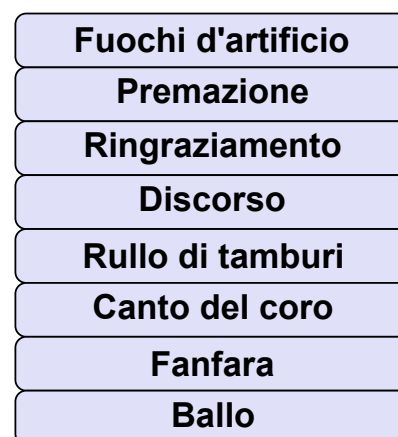 Fuochi d'artificio
Premazione
Ringraziamento
Discorso
Rullo di tamburi
Canto del coro
Fanfara
Ballo